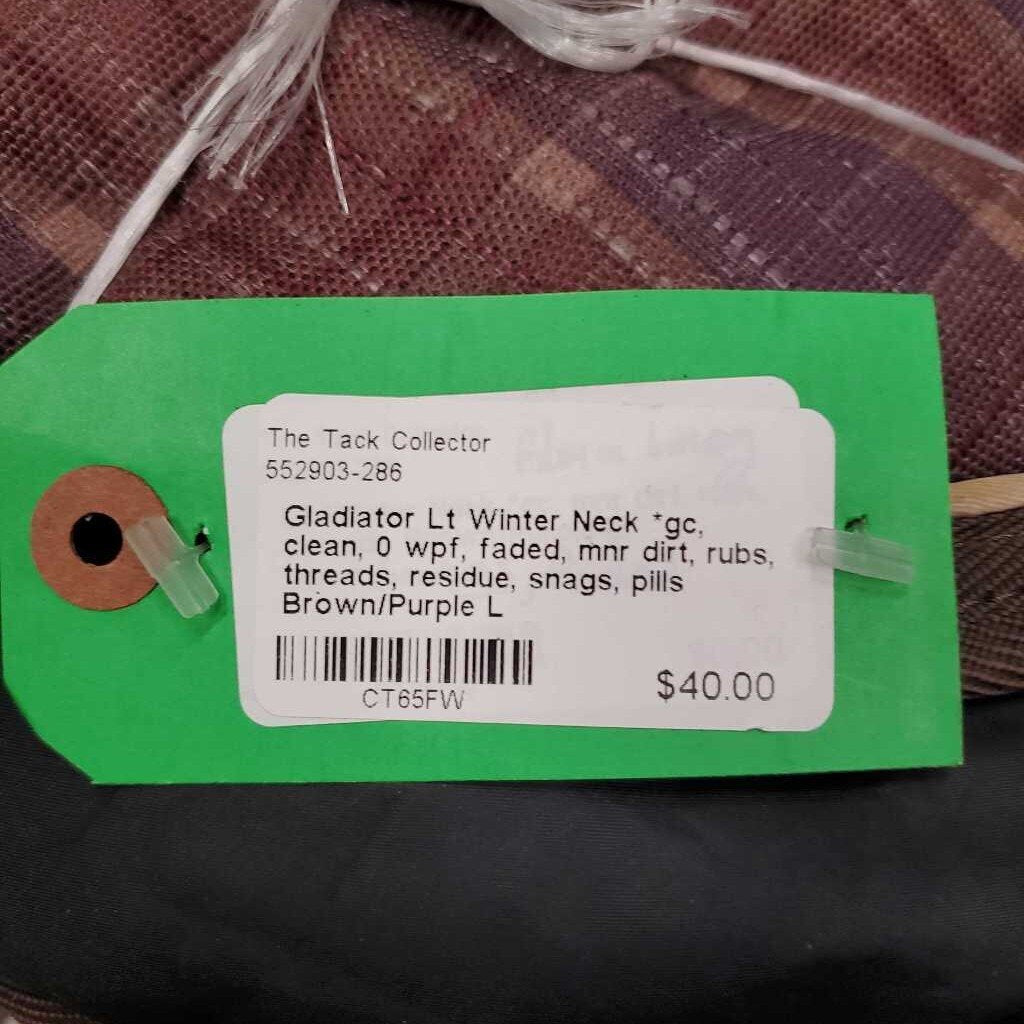 The Tack Collector
552903-286
Gladiator Lt Winter Neck *gc,
clean, 0 wpf, faded, mnr dirt, rubs,
threads, residue, snags, pills
Brown/Purple L
CT65FW
$40.00